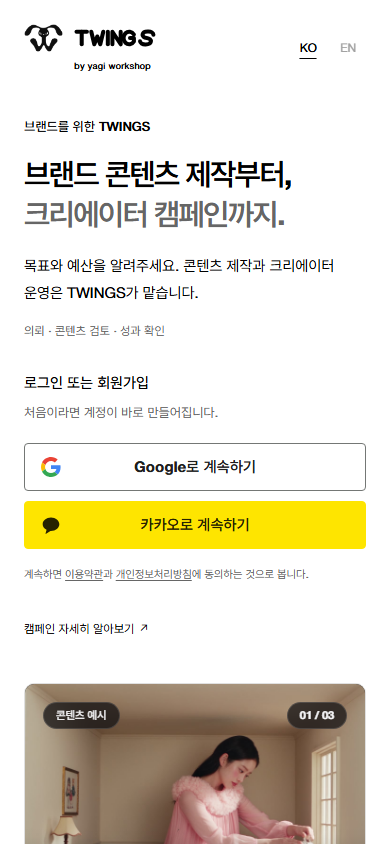 TWINGS
by yagi workshop
KO EN
브랜드를 위한 TWINGS
브랜드 콘텐츠 제작부터,
크리에이터 캠페인까지.
목표와 예산을 알려주세요. 콘텐츠 제작과 크리에이터
운영은 TWINGS가 맡습니다.
의뢰 · 콘텐츠 검토 · 성과 확인
로그인 또는 회원가입
처음이라면 계정이 바로 만들어집니다.
Google로 계속하기
카카오로 계속하기
계속하면 이용약관과 개인정보처리방침에 동의하는 것으로 봅니다.
캠페인 자세히 알아보기 ↗
콘텐츠 예시 01 / 03